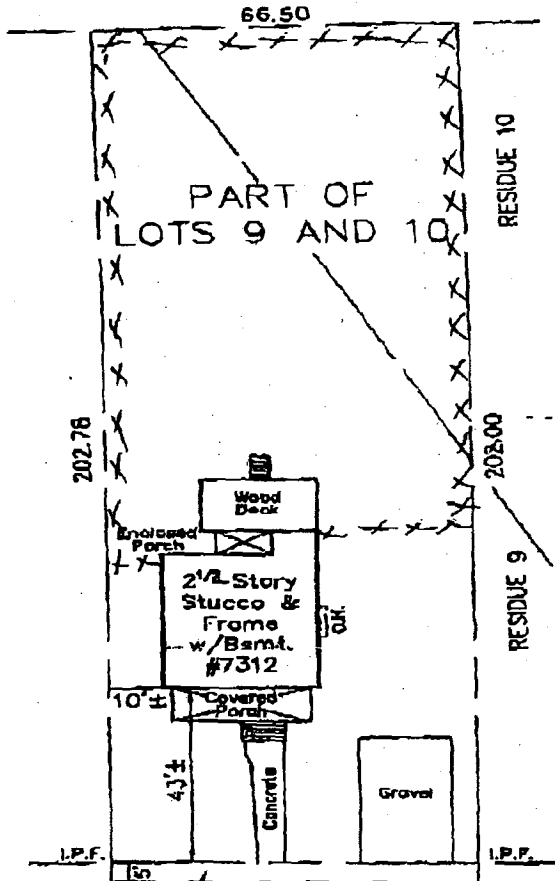 66.50
RESIDUE 10
PART OF
LOTS 9 AND 10
202.78
202.00
Wood
Deck
Enclosed
Porch
2 1/2-Story
Stucco &
Frame
w/Bsmt.
#7312
O.H.
RESIDUE 9
10'±
Covered
Porch
43'±
Concrete
Gravel
I.P.F.
I.P.F.